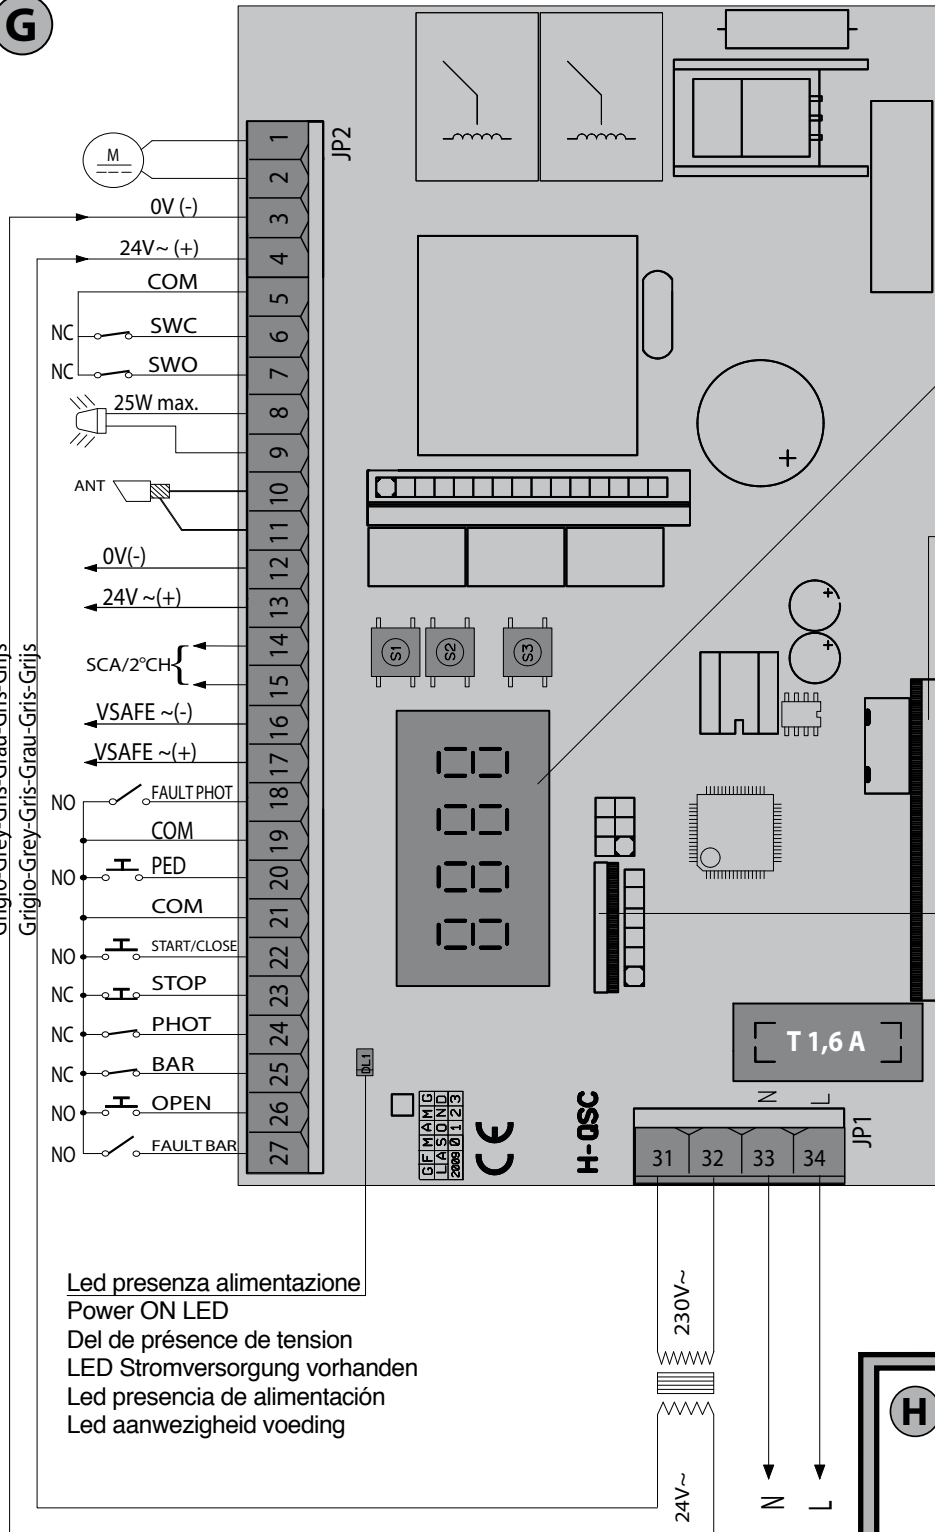 G
JP2
M
1
2
0V (-)
3
24V~ (+)
4
COM
5
NC
SWC
6
NC
SWO
7
25W max.
8
9
ANT
10
11
0V(-)
12
24V ~(+)
13
14
SCA/2°CH
15
VSAFE ~(-)
16
VSAFE ~(+)
17
NO
FAULT PHOT
18
COM
19
NO
PED
20
COM
21
NO
START/CLOSE
22
NC
STOP
23
NC
PHOT
24
NC
BAR
25
NO
OPEN
26
NO
FAULT BAR
27
Grigio-Grey-Gris-Grau-Gris-Grijs
Grigio-Grey-Gris-Grau-Gris-Grijs
+
S1
S2
S3
+
+
DL1
T 1,6 A
G F M A M G
L A S O N D
2009 0 1 2 3
CE
H-QSC
N
L
JP1
31
32
33
34
Led presenza alimentazione
Power ON LED
Del de présence de tension
LED Stromversorgung vorhanden
Led presencia de alimentación
Led aanwezigheid voeding
230V~
24V~
N
L
H